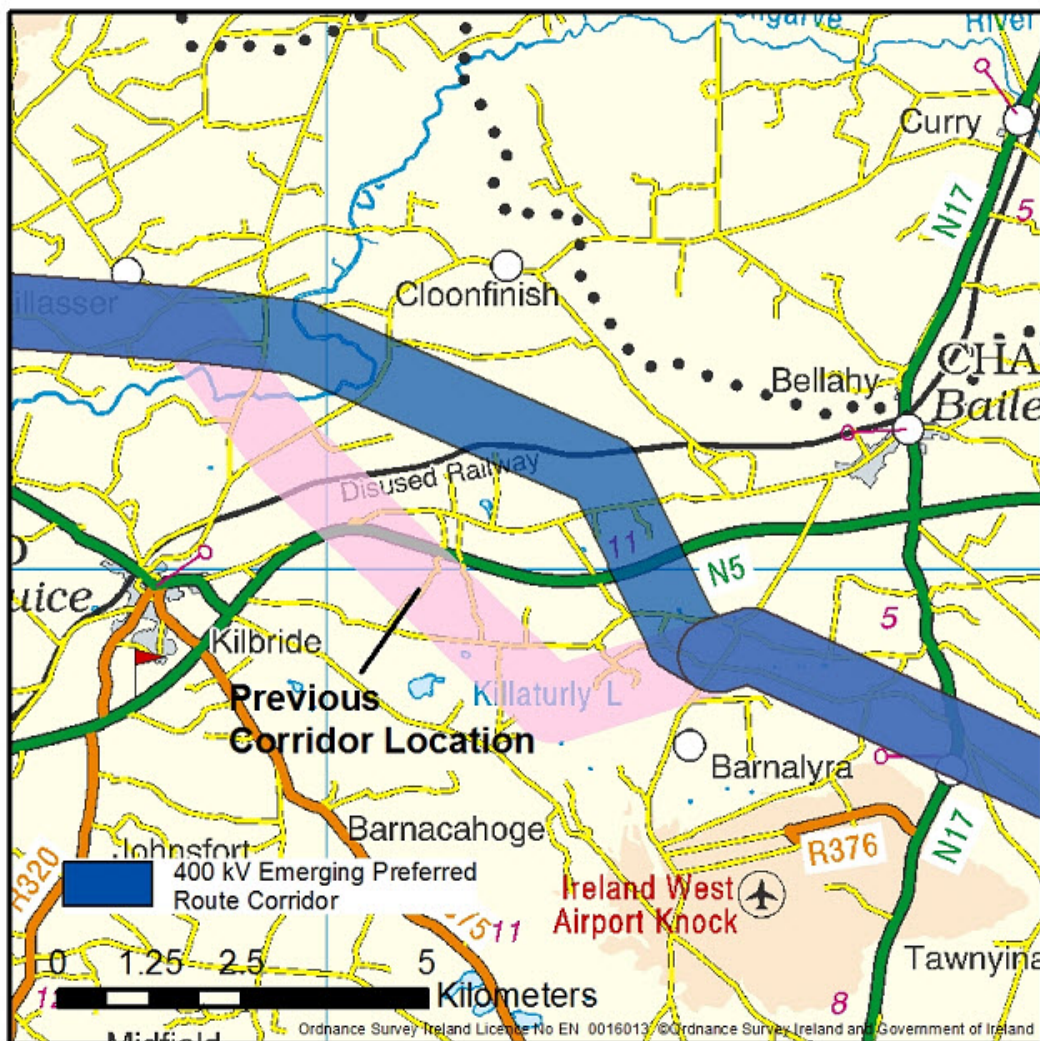 River
Curry
N17
5
illasser
Cloonfinish
Bellahy
CHA
Baile
Disused Railway
11
N5
uice
5
Kilbride
Killaturly L
Previous
Corridor Location
Barnalyra
Barnacahoge
R376
N17
Johnsfort
R320
400 kV Emerging Preferred
Route Corridor
Ireland West
Airport Knock
11
Tawnyina
0 1.25 2.5 5
Kilometers
8
Midfield
Ordnance Survey Ireland Licence No EN 0016013 ©Ordnance Survey Ireland and Government of Ireland